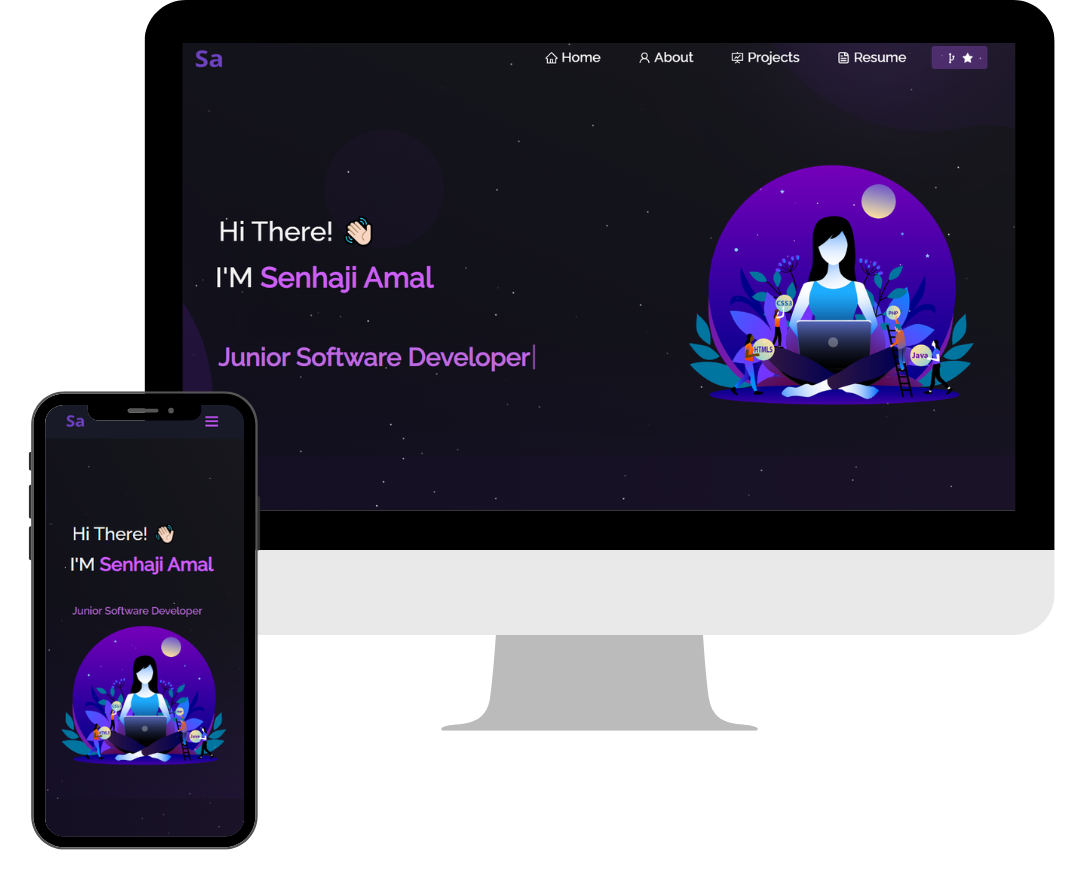 Sa
Home About Projects Resume
Hi There!
I'M Senhaji Amal
Junior Software Developer
CSS3
PHP
HTML5
Java
Sa
Hi There!
I'M Senhaji Amal
Junior Software Developer
CSS3
PHP
HTML5
Java